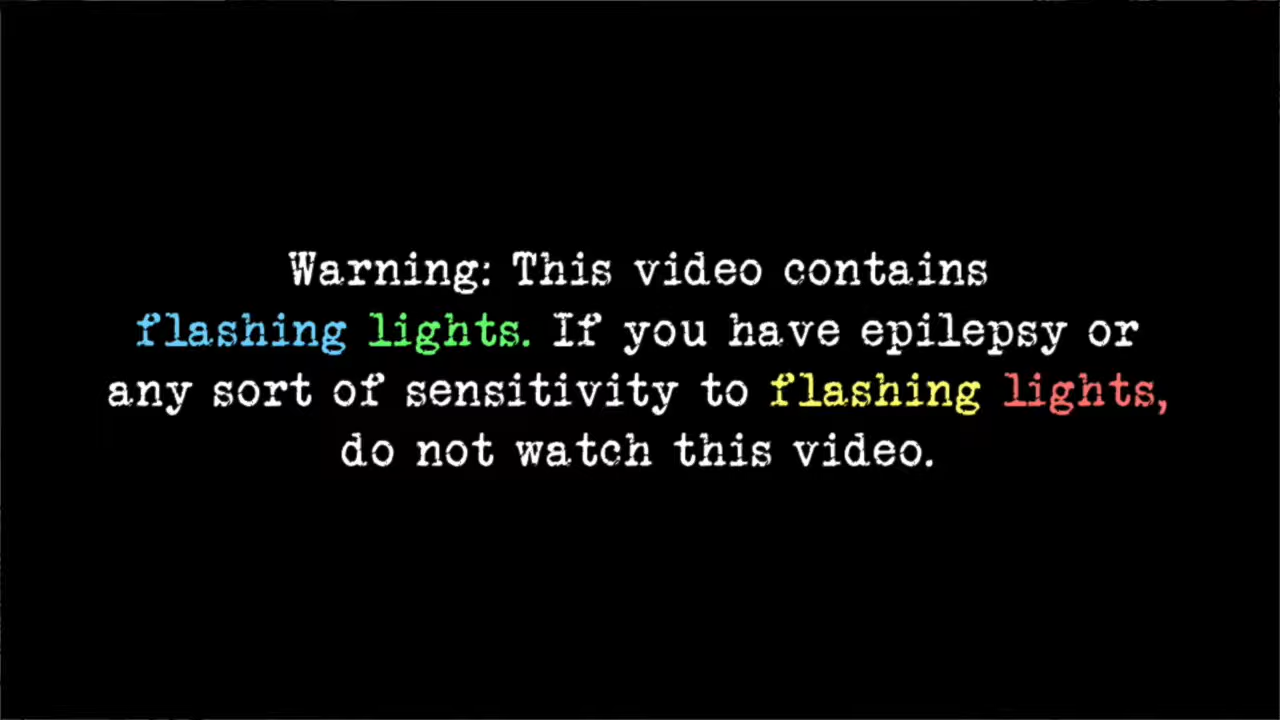 Warning: This video contains
flashing lights. If you have epilepsy or
any sort of sensitivity to flashing lights,
do not watch this video.